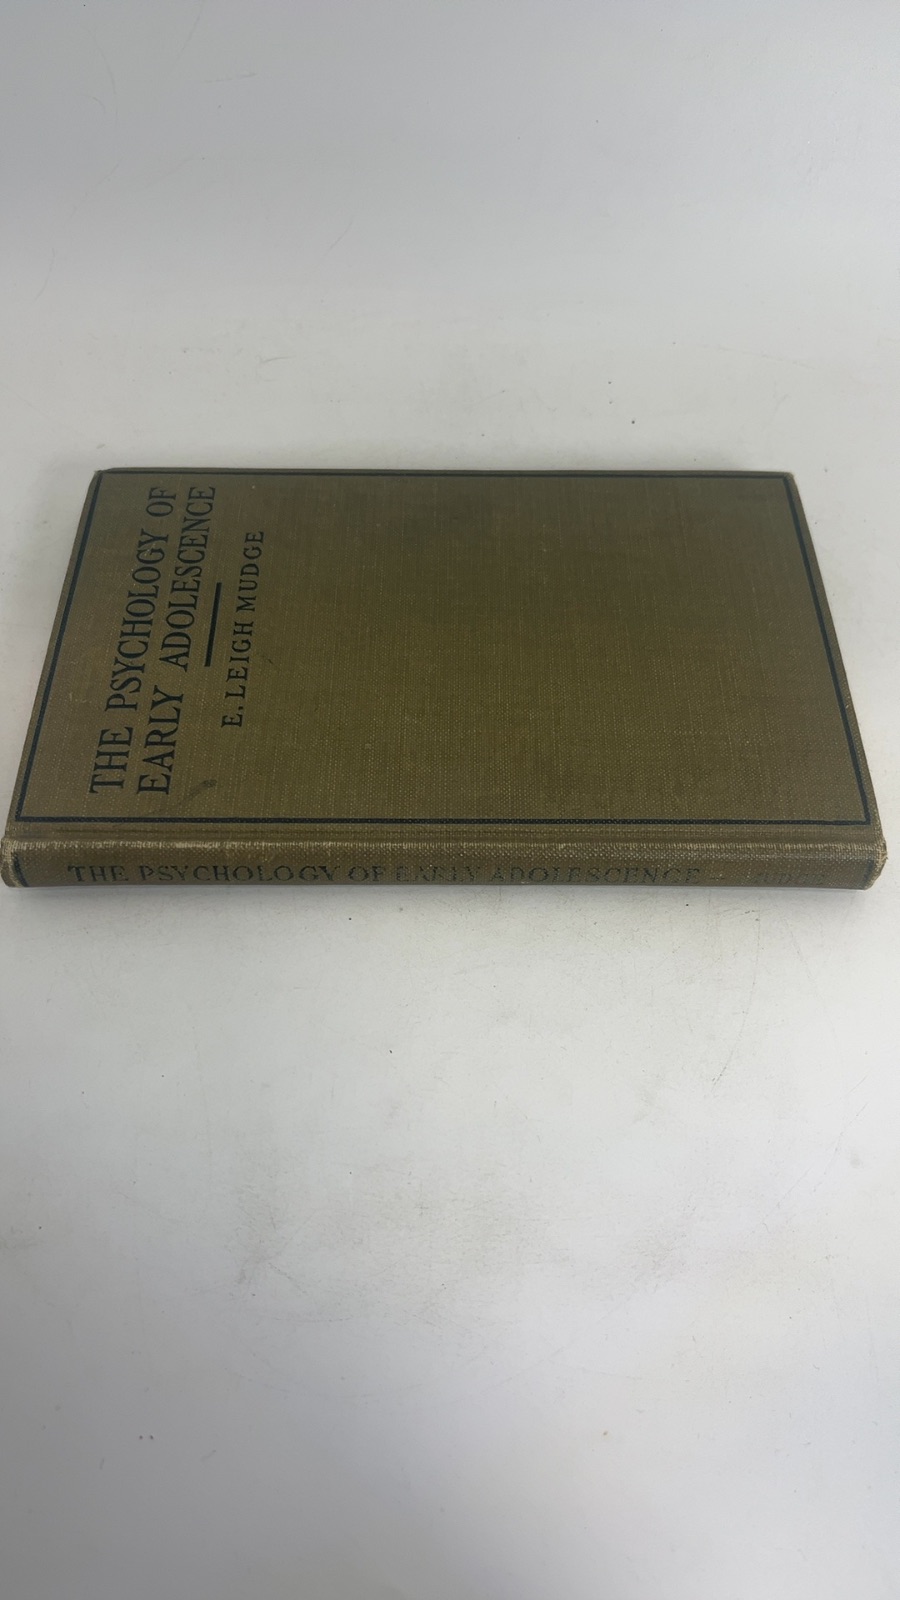 THE PSYCHOLOGY OF
EARLY ADOLESCENCE
E. LEIGH MUDGE
THE PSYCHOLOGY OF EARLY ADOLESCENCE